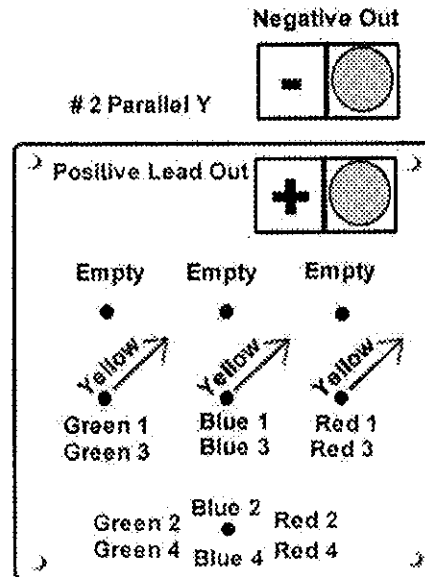 Negative Out
-
# 2 Parallel Y
Positive Lead Out
+
Empty Empty Empty
Yellow Yellow Yellow
Green 1 Blue 1 Red 1
Green 3 Blue 3 Red 3
Green 2 Blue 2 Red 2
Green 4 Blue 4 Red 4